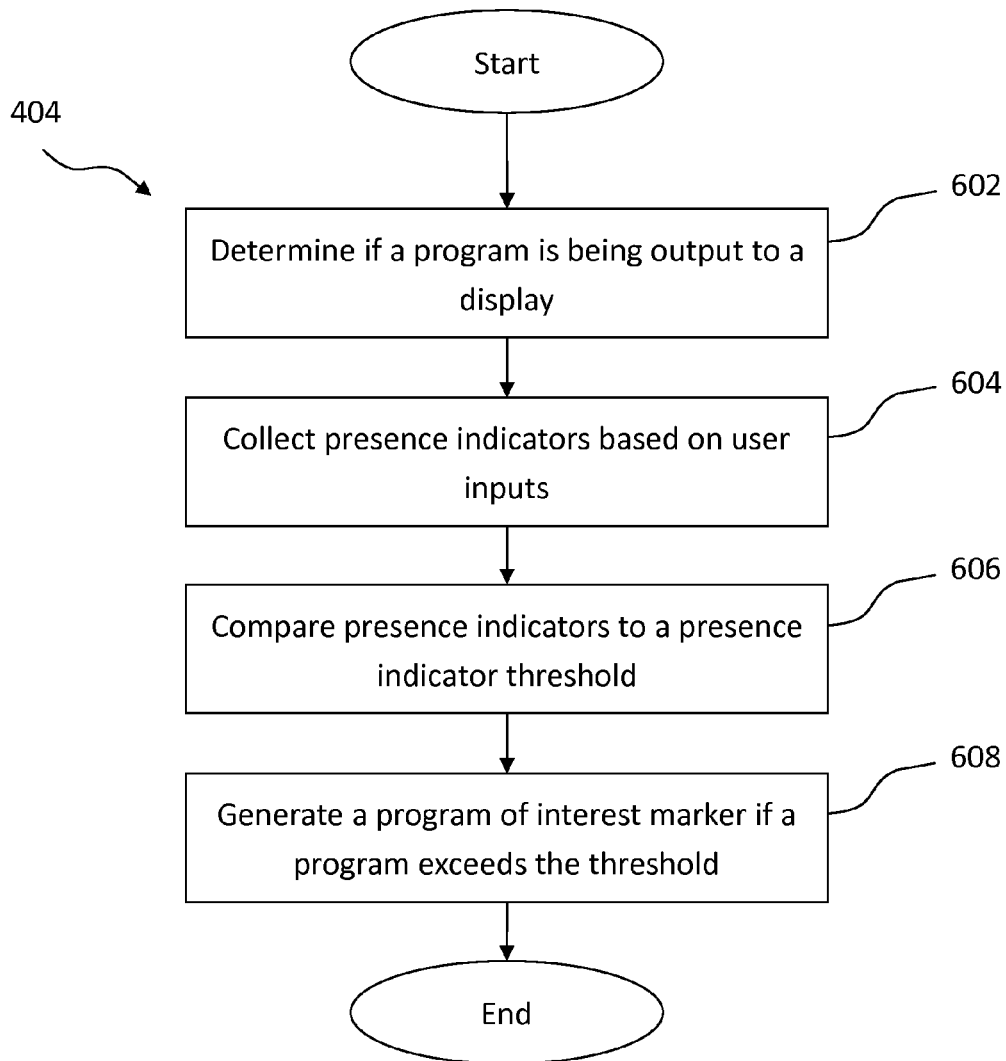 Start
404
602
Determine if a program is being output to a
display
604
Collect presence indicators based on user
inputs
606
Compare presence indicators to a presence
indicator threshold
608
Generate a program of interest marker if a
program exceeds the threshold
End